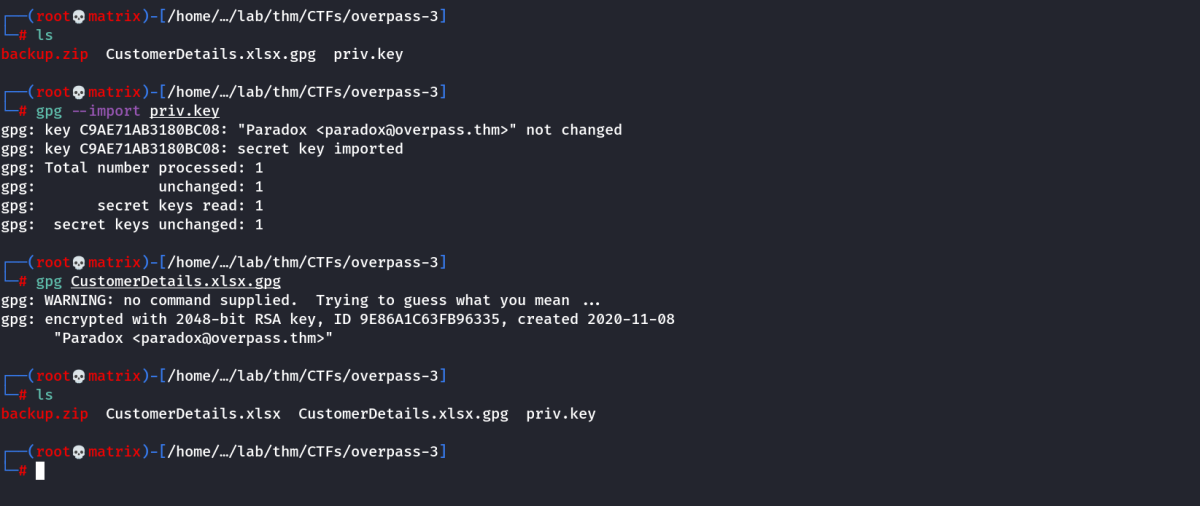 ┌──(root💀matrix)-[/home/…/lab/thm/CTFs/overpass-3]
└─# ls
backup.zip  CustomerDetails.xlsx.gpg  priv.key
┌──(root💀matrix)-[/home/…/lab/thm/CTFs/overpass-3]
└─# gpg --import priv.key
gpg: key C9AE71AB3180BC08: "Paradox <paradox@overpass.thm>" not changed
gpg: key C9AE71AB3180BC08: secret key imported
gpg: Total number processed: 1
gpg:              unchanged: 1
gpg:       secret keys read: 1
gpg:  secret keys unchanged: 1
┌──(root💀matrix)-[/home/…/lab/thm/CTFs/overpass-3]
└─# gpg CustomerDetails.xlsx.gpg
gpg: WARNING: no command supplied.  Trying to guess what you mean ...
gpg: encrypted with 2048-bit RSA key, ID 9E86A1C63FB96335, created 2020-11-08
      "Paradox <paradox@overpass.thm>"
┌──(root💀matrix)-[/home/…/lab/thm/CTFs/overpass-3]
└─# ls
backup.zip  CustomerDetails.xlsx  CustomerDetails.xlsx.gpg  priv.key
┌──(root💀matrix)-[/home/…/lab/thm/CTFs/overpass-3]
└─#